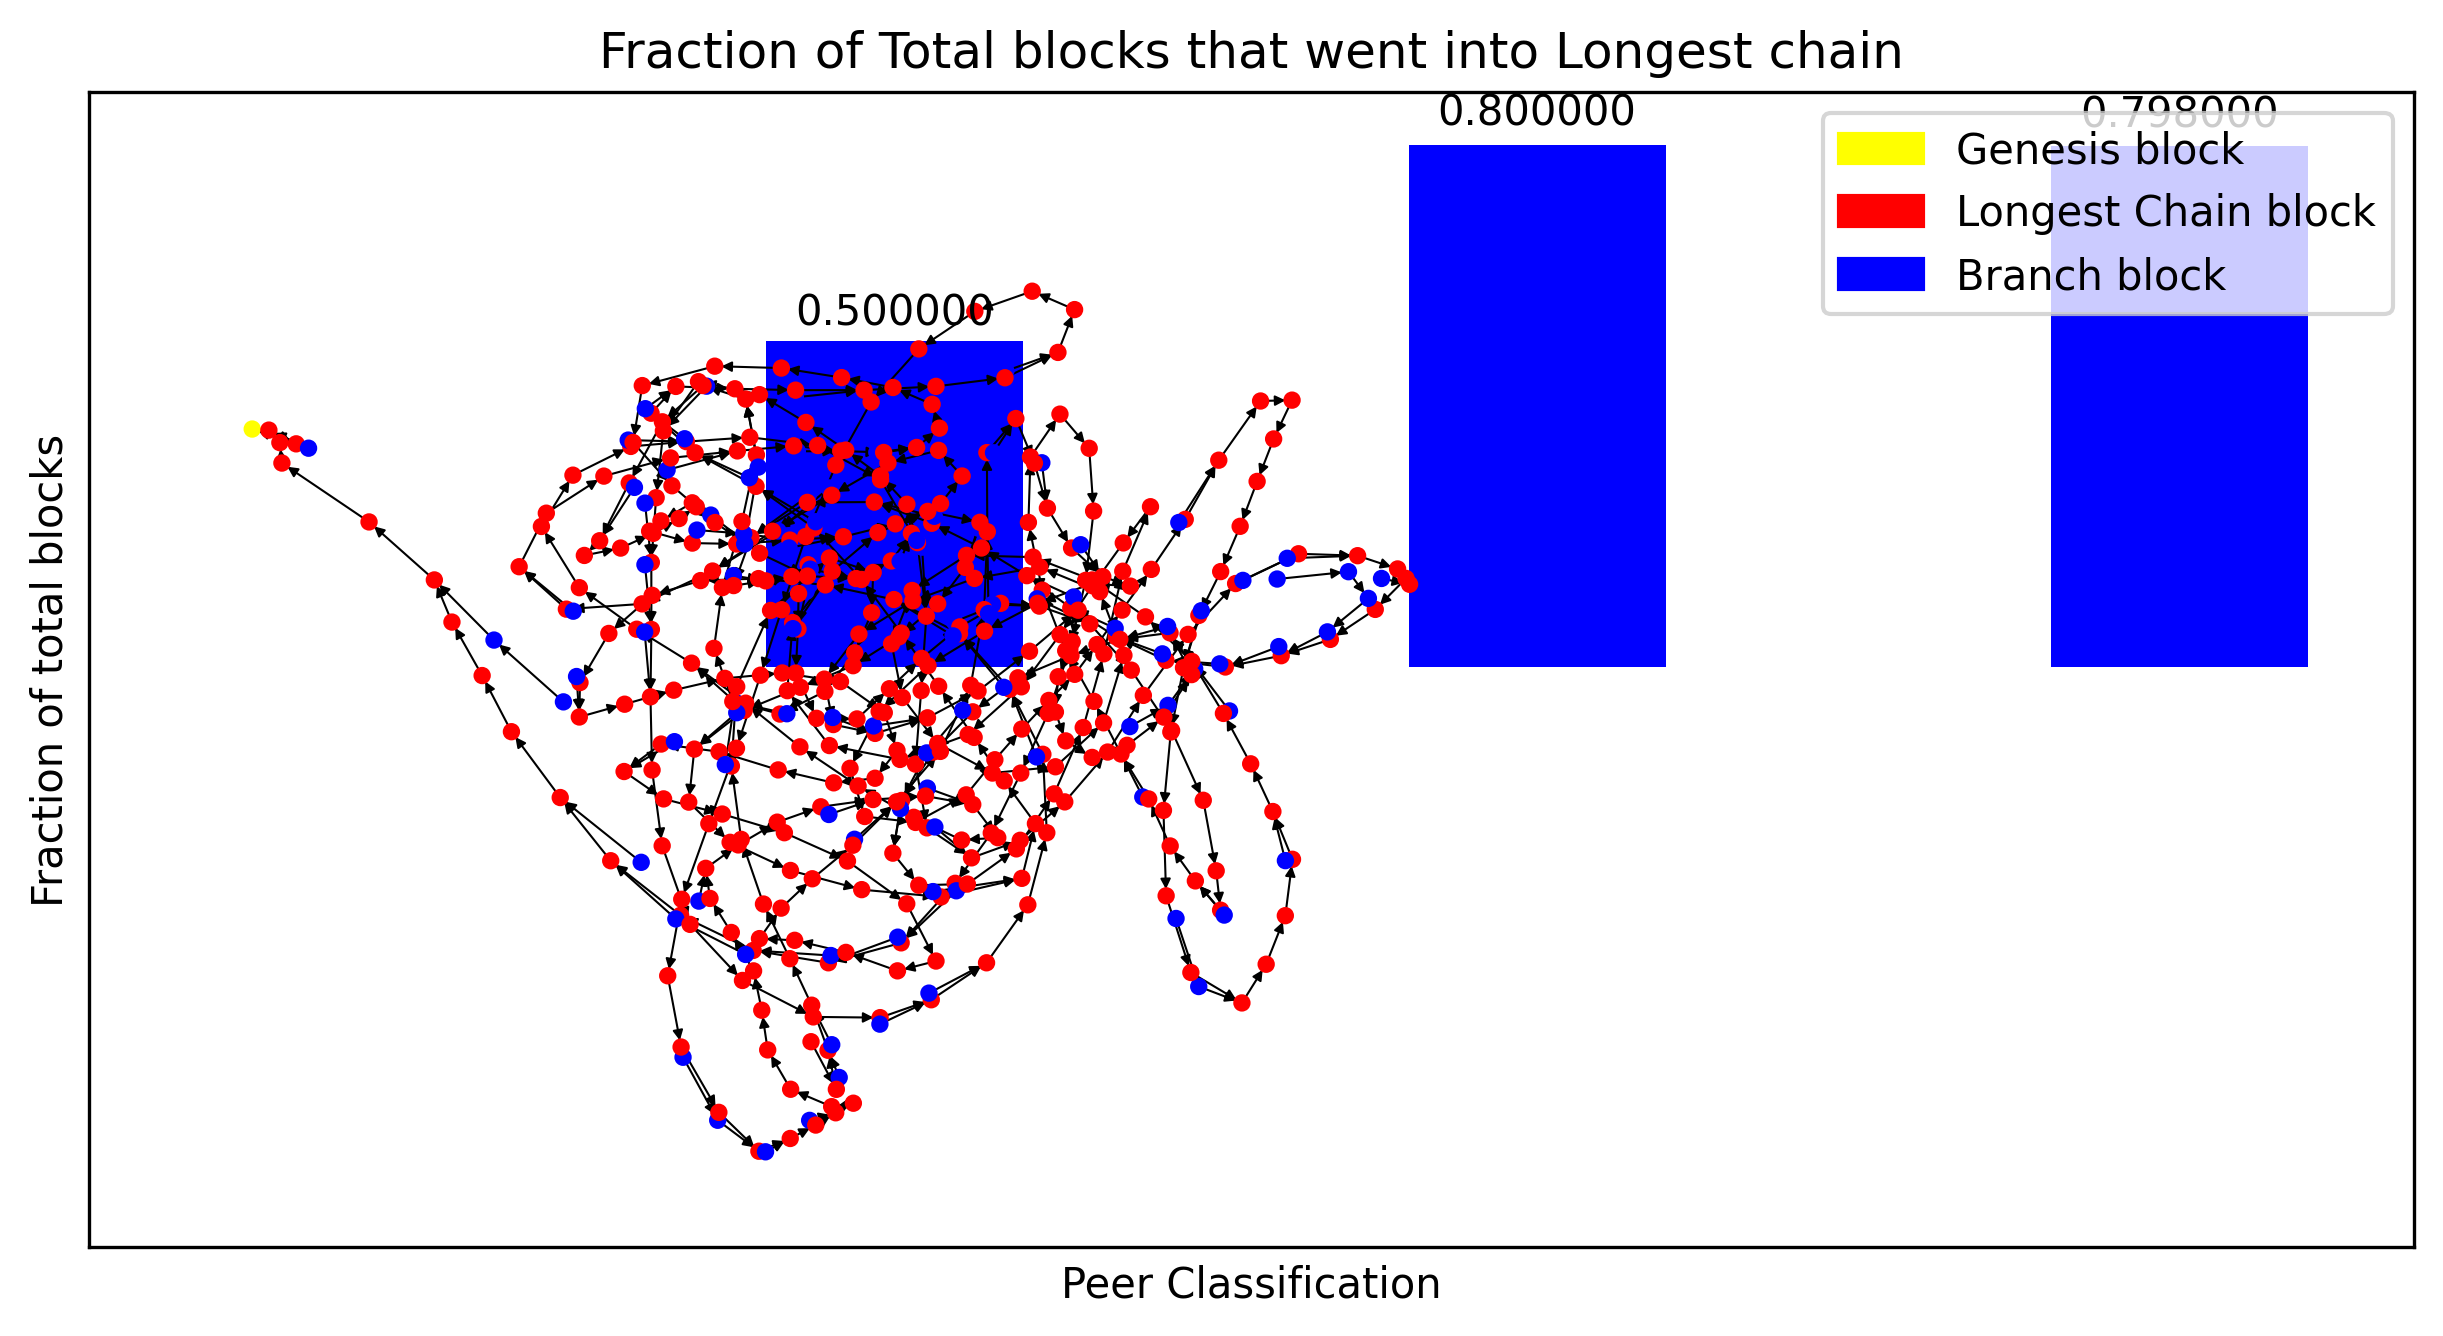 Fraction of Total blocks that went into Longest chain
0.800000
0.798000
Genesis block
Longest Chain block
Branch block
0.500000
Fraction of total blocks
Peer Classification